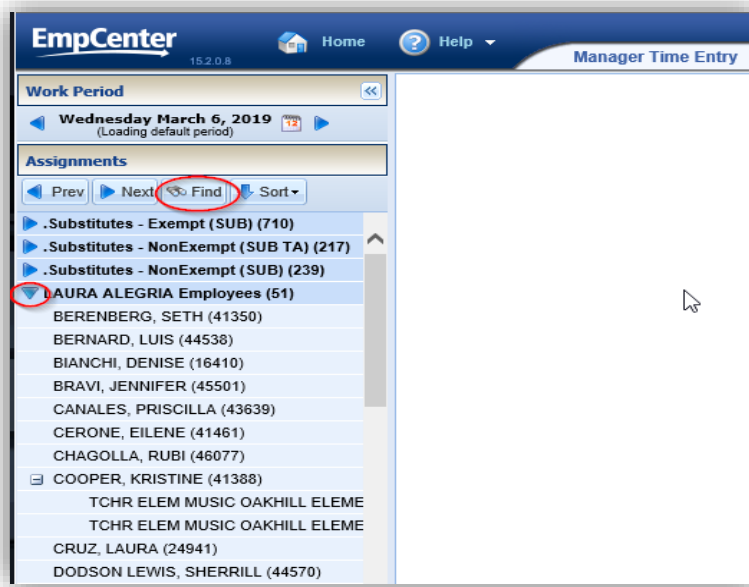 EmpCenter
15.2.0.8
Home
Help
Manager Time Entry
Work Period
Wednesday March 6, 2019
12
(Loading default period)
Assignments
Prev Next Find Sort
.Substitutes - Exempt (SUB) (710)
.Substitutes - NonExempt (SUB TA) (217)
.Substitutes - NonExempt (SUB) (239)
LAURA ALEGRIA Employees (51)
BERENBERG, SETH (41350)
BERNARD, LUIS (44538)
BIANCHI, DENISE (16410)
BRAVI, JENNIFER (45501)
CANALES, PRISCILLA (43639)
CERONE, EILENE (41461)
CHAGOLLA, RUBI (46077)
COOPER, KRISTINE (41388)
TCHR ELEM MUSIC OAKHILL ELEME
TCHR ELEM MUSIC OAKHILL ELEME
CRUZ, LAURA (24941)
DODSON LEWIS, SHERRILL (44570)